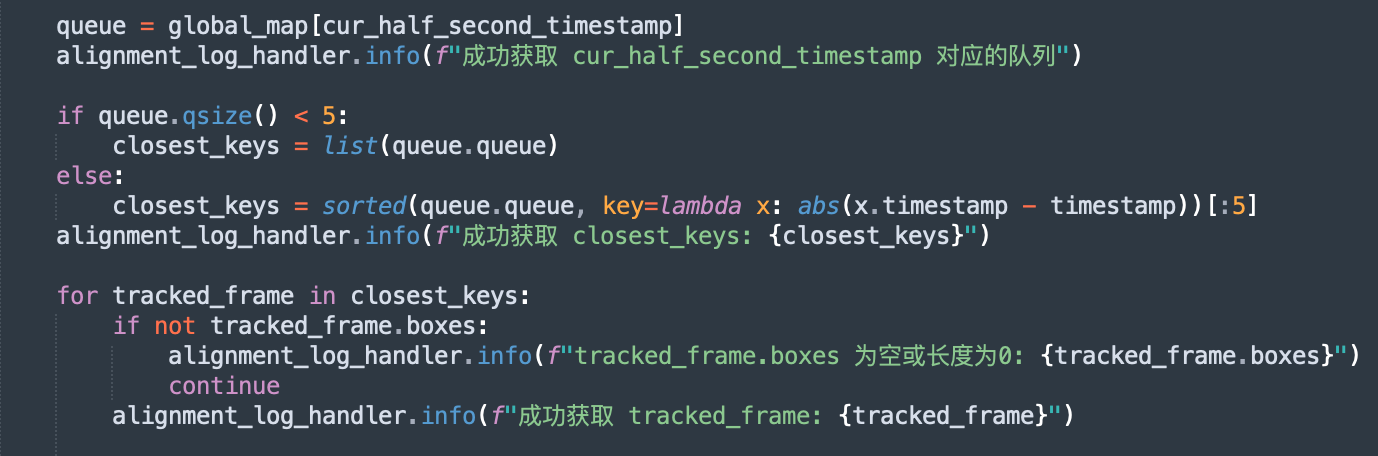 queue = global_map[cur_half_second_timestamp]
alignment_log_handler.info(f"成功获取 cur_half_second_timestamp 对应的队列")
if queue.qsize() < 5:
closest_keys = list(queue.queue)
else:
closest_keys = sorted(queue.queue, key=lambda x: abs(x.timestamp - timestamp))[:5]
alignment_log_handler.info(f"成功获取 closest_keys: {closest_keys}")
for tracked_frame in closest_keys:
if not tracked_frame.boxes:
alignment_log_handler.info(f"tracked_frame.boxes 为空或长度为0: {tracked_frame.boxes}")
continue
alignment_log_handler.info(f"成功获取 tracked_frame: {tracked_frame}")